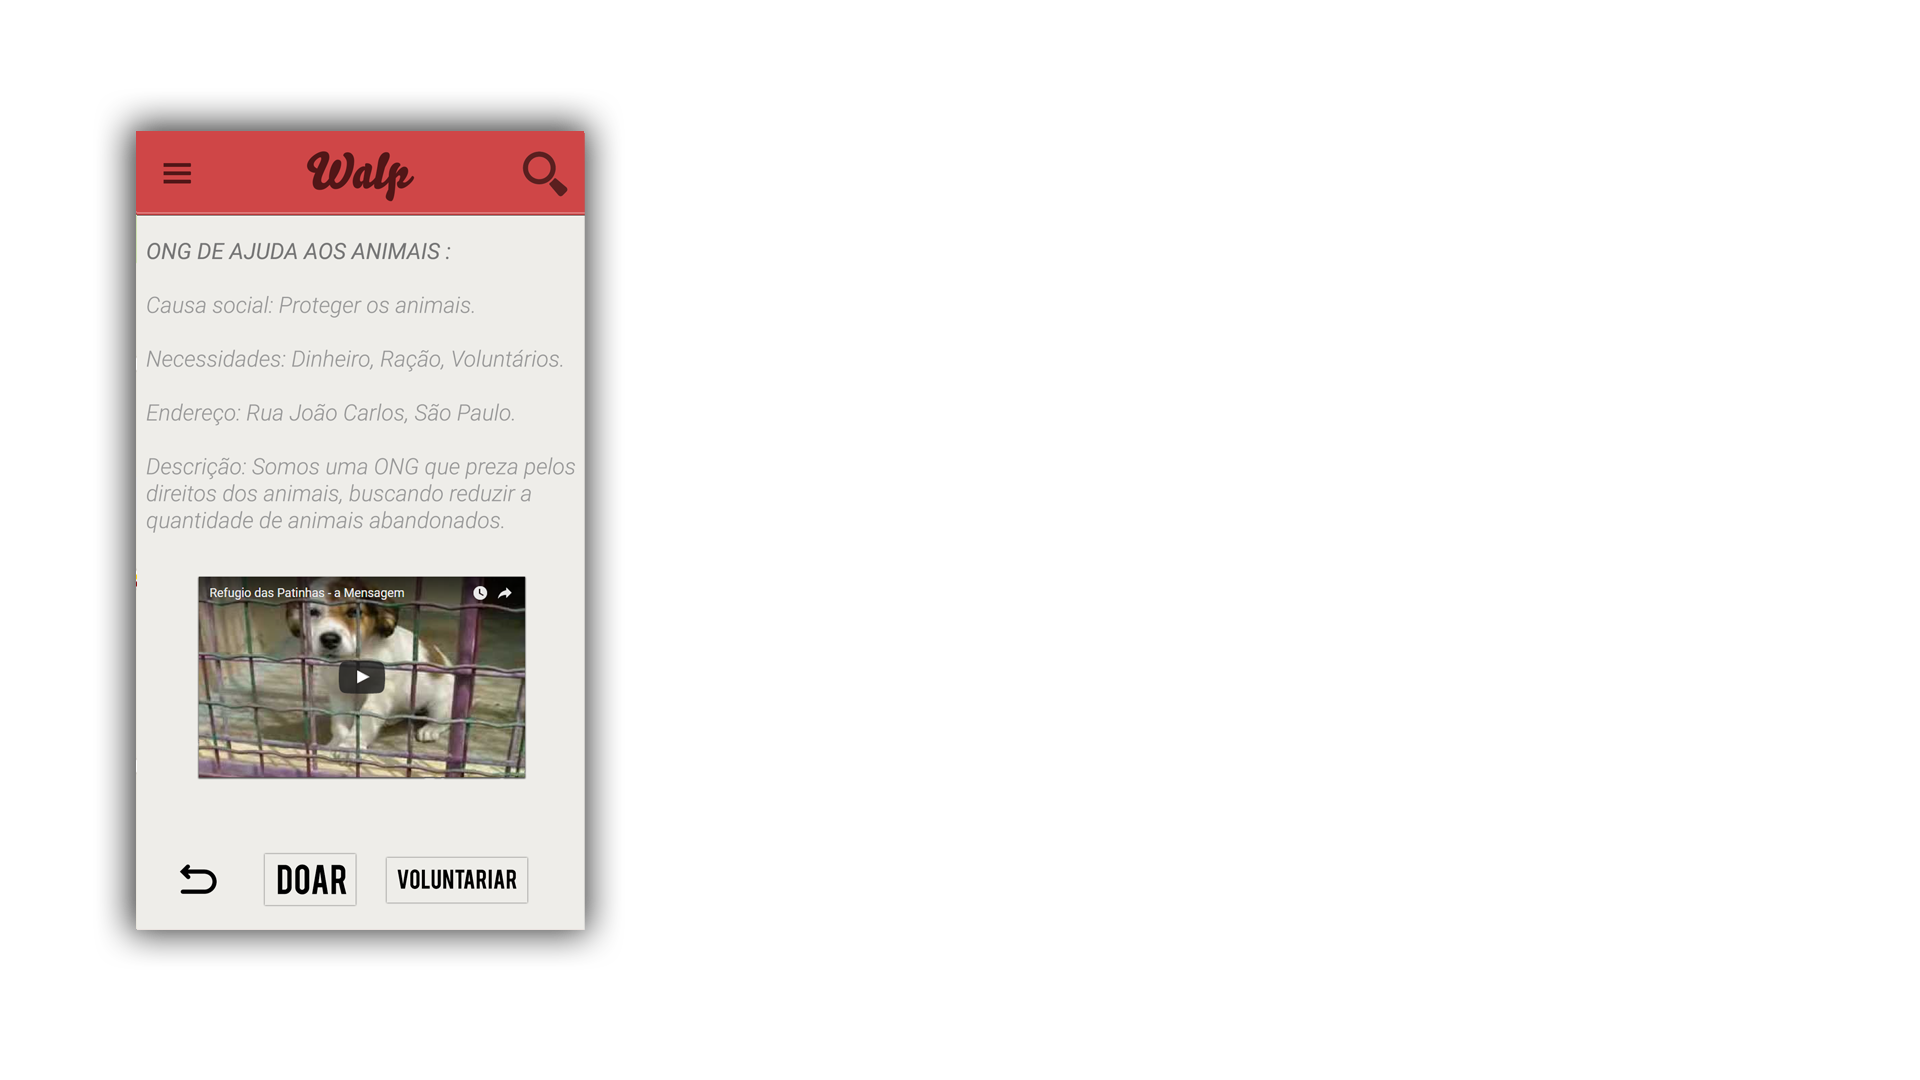 Walp
ONG DE AJUDA AOS ANIMAIS :
Causa social: Proteger os animais.
Necessidades: Dinheiro, Ração, Voluntários.
Endereço: Rua João Carlos, São Paulo.
Descrição: Somos uma ONG que preza pelos
direitos dos animais, buscando reduzir a
quantidade de animais abandonados.
Refugio das Patinhas - a Mensagem
DOAR
VOLUNTARIAR